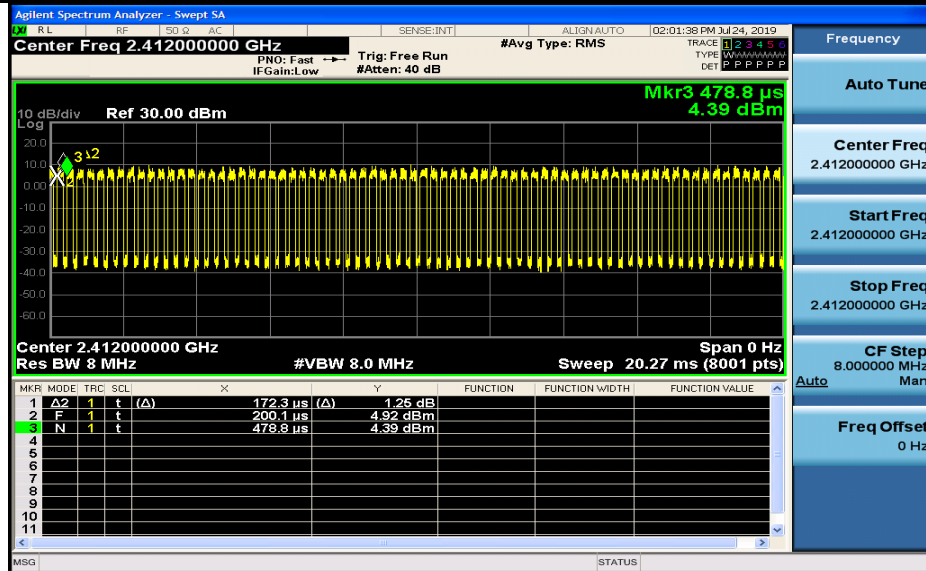 Agilent Spectrum Analyzer - Swept SA
LXI RL RF 50 Ω AC SENSE:INT ALIGN AUTO 02:01:38 PM Jul 24, 2019
Center Freq 2.412000000 GHz #Avg Type: RMS TRACE 1 2 3 4 5 6
PNO: Fast Trig: Free Run TYPE WWWWWW
IFGain:Low #Atten: 40 dB DET P P P P P P
Mkr3 478.8 µs
4.39 dBm
10 dB/div Ref 30.00 dBm
Log
20.0
10.0
0.00
-10.0
-20.0
-30.0
-40.0
-50.0
-60.0
3 Δ2
2
Center 2.412000000 GHz Span 0 Hz
Res BW 8 MHz #VBW 8.0 MHz Sweep 20.27 ms (8001 pts)
MKR MODE TRC SCL X Y FUNCTION FUNCTION WIDTH FUNCTION VALUE
1 Δ2 1 t (Δ) 172.3 µs (Δ) 1.25 dB
2 F 1 t 200.1 µs 4.92 dBm
3 N 1 t 478.8 µs 4.39 dBm
4
5
6
7
8
9
10
11
MSG STATUS
Frequency
Auto Tune
Center Freq
2.412000000 GHz
Start Freq
2.412000000 GHz
Stop Freq
2.412000000 GHz
CF Step
8.000000 MHz
Auto Man
Freq Offset
0 Hz